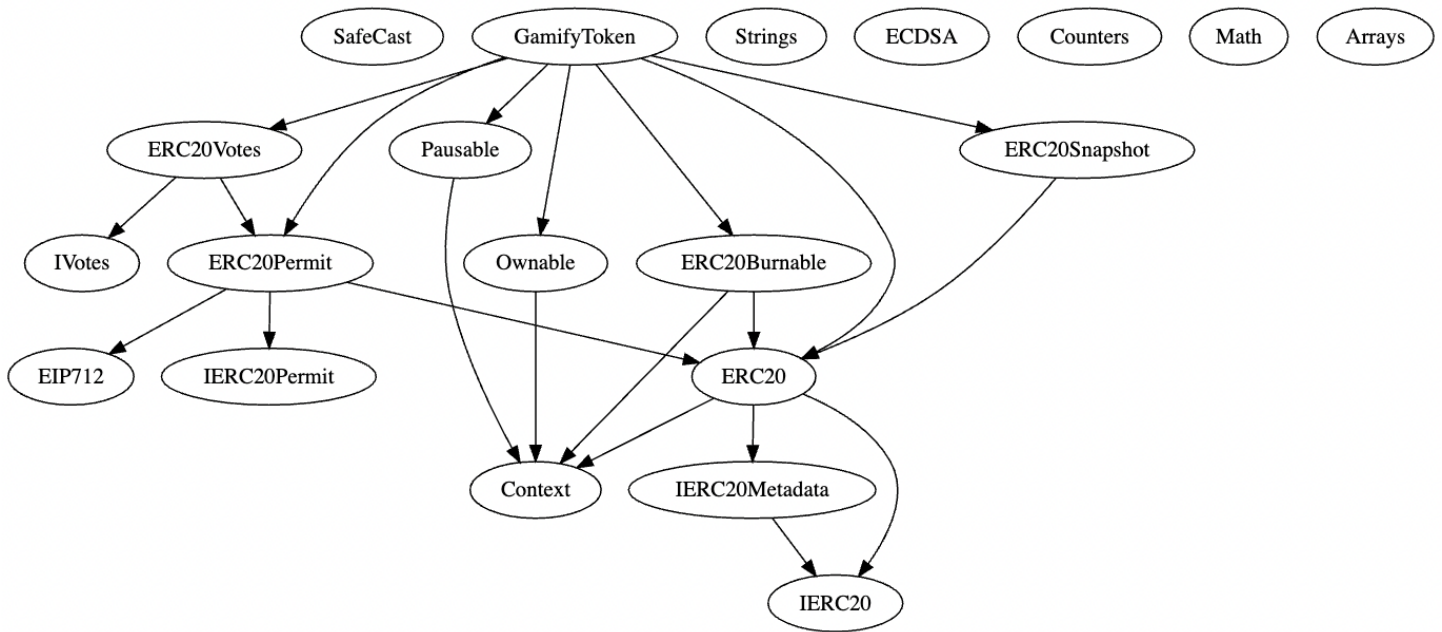 SafeCast
GamifyToken
Strings
ECDSA
Counters
Math
Arrays
ERC20Votes
Pausable
ERC20Snapshot
IVotes
ERC20Permit
Ownable
ERC20Burnable
EIP712
IERC20Permit
ERC20
Context
IERC20Metadata
IERC20